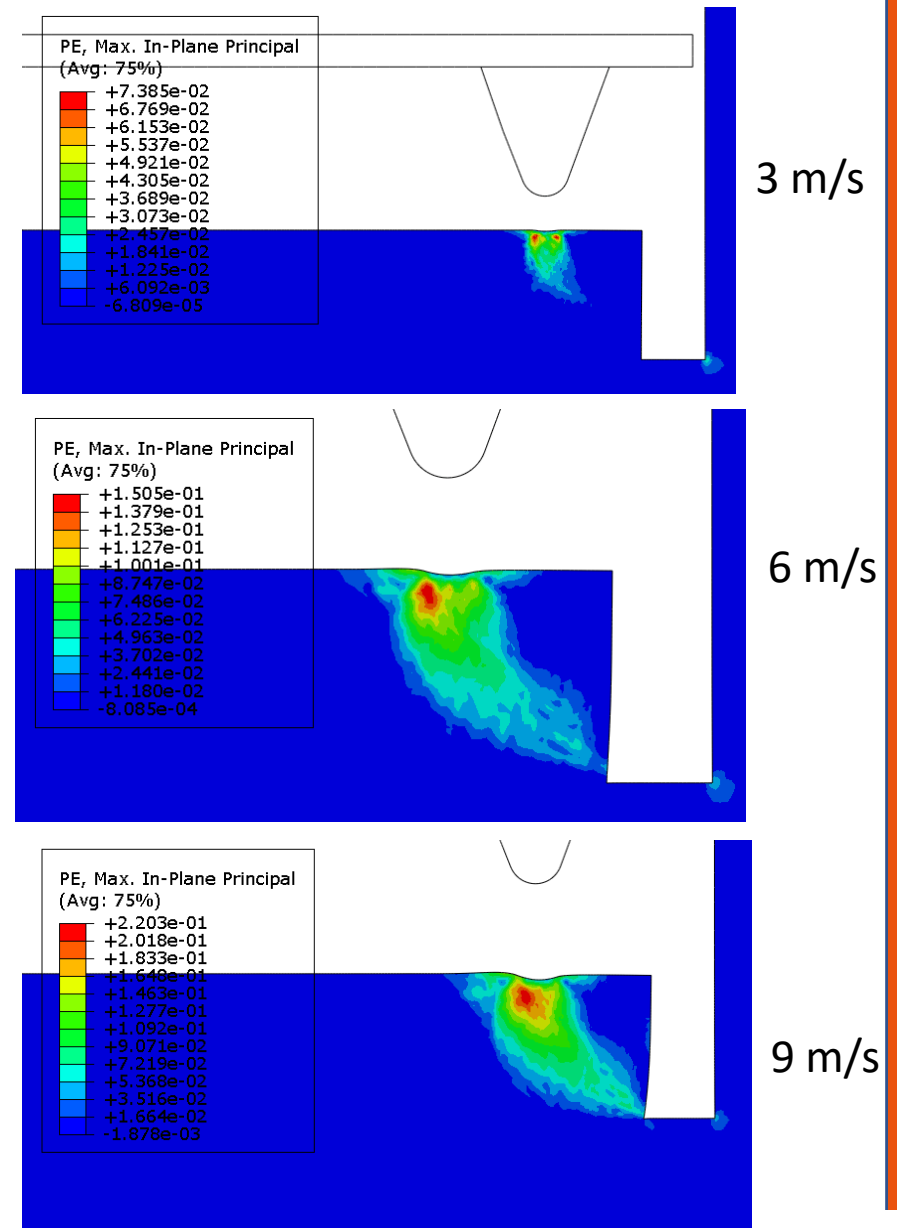 PE, Max. In-Plane Principal
(Avg: 75%)
+7.385e-02
+6.769e-02
+6.153e-02
+5.537e-02
+4.921e-02
+4.305e-02
+3.689e-02
+3.073e-02
+2.457e-02
+1.841e-02
+1.225e-02
+6.092e-03
-6.809e-05
3 m/s
PE, Max. In-Plane Principal
(Avg: 75%)
+1.505e-01
+1.379e-01
+1.253e-01
+1.127e-01
+1.001e-01
+8.747e-02
+7.486e-02
+6.225e-02
+4.963e-02
+3.702e-02
+2.441e-02
+1.180e-02
-8.085e-04
6 m/s
PE, Max. In-Plane Principal
(Avg: 75%)
+2.203e-01
+2.018e-01
+1.833e-01
+1.648e-01
+1.463e-01
+1.277e-01
+1.092e-01
+9.071e-02
+7.219e-02
+5.368e-02
+3.516e-02
+1.664e-02
-1.878e-03
9 m/s